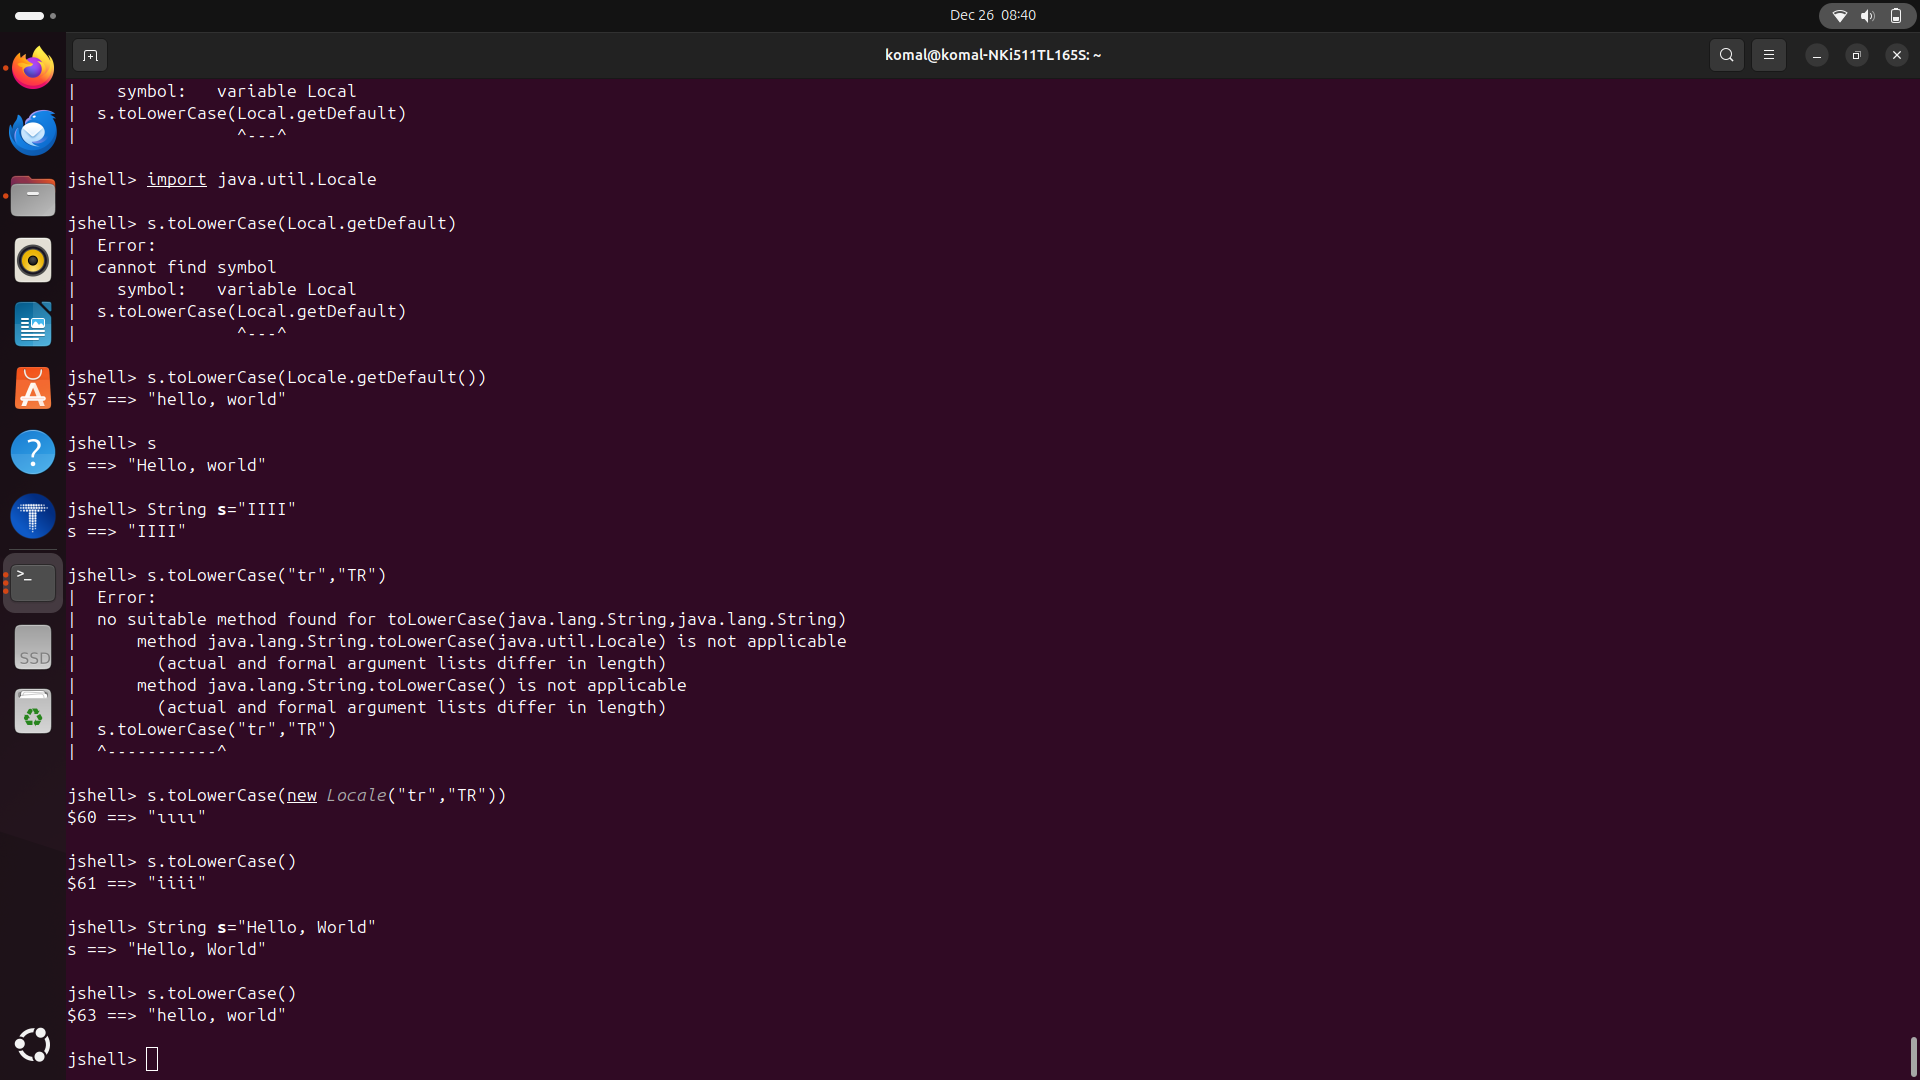 Dec 26 08:40
komal@komal-NKi511TL165S: ~
|    symbol:   variable Local
|  s.toLowerCase(Local.getDefault)
|                ^---^
jshell> import java.util.Locale
jshell> s.toLowerCase(Local.getDefault)
|  Error:
|  cannot find symbol
|    symbol:   variable Local
|  s.toLowerCase(Local.getDefault)
|                ^---^
jshell> s.toLowerCase(Locale.getDefault())
$57 ==> "hello, world"
jshell> s
s ==> "Hello, world"
jshell> String s="IIII"
s ==> "IIII"
jshell> s.toLowerCase("tr","TR")
|  Error:
|  no suitable method found for toLowerCase(java.lang.String,java.lang.String)
|      method java.lang.String.toLowerCase(java.util.Locale) is not applicable
|        (actual and formal argument lists differ in length)
|      method java.lang.String.toLowerCase() is not applicable
|        (actual and formal argument lists differ in length)
|  s.toLowerCase("tr","TR")
|  ^-----------^
jshell> s.toLowerCase(new Locale("tr","TR"))
$60 ==> "ıııı"
jshell> s.toLowerCase()
$61 ==> "iiii"
jshell> String s="Hello, World"
s ==> "Hello, World"
jshell> s.toLowerCase()
$63 ==> "hello, world"
jshell>
>_
SSD